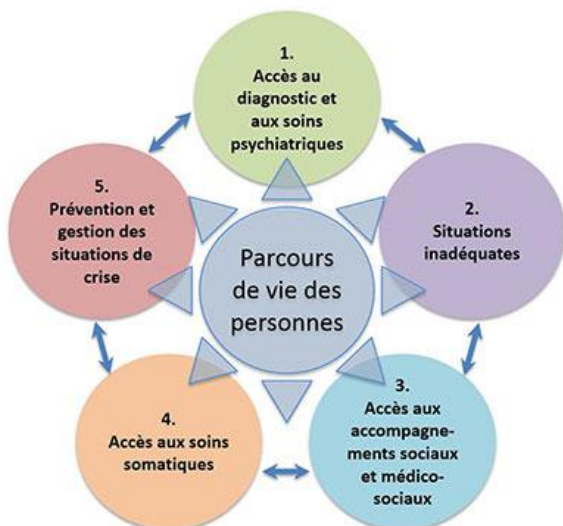 1.
Accès au
diagnostic et
aux soins
psychiatriques
2.
Situations
inadéquates
3.
Accès aux
accompagne-
ments sociaux
et médico-
sociaux
4.
Accès aux soins
somatiques
5.
Prévention et
gestion des
situations de
crise
Parcours
de vie des
personnes